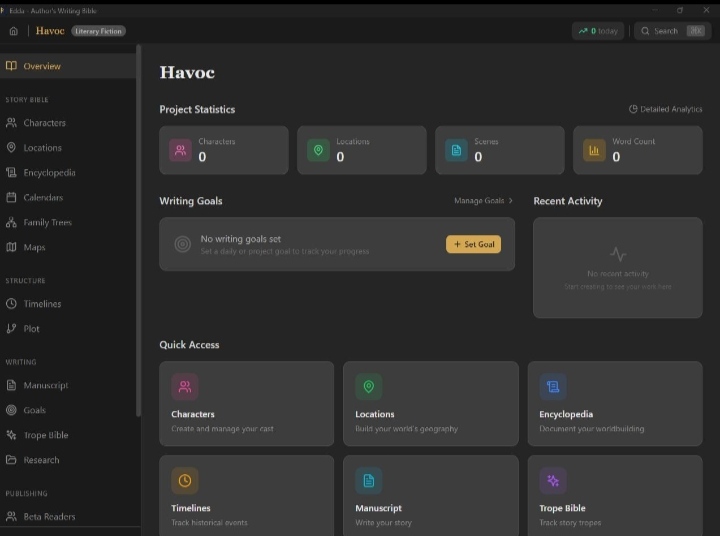 Edda - Author's Writing Bible
Havoc Literary Fiction
0 today
Search
Overview
STORY BIBLE
Characters
Locations
Encyclopedia
Calendars
Family Trees
Maps
STRUCTURE
Timelines
Plot
WRITING
Manuscript
Goals
Trope Bible
Research
PUBLISHING
Beta Readers
Havoc
Project Statistics
Detailed Analytics
Characters
0
Locations
0
Scenes
0
Word Count
0
Writing Goals
Manage Goals
No writing goals set
Set a daily or project goal to track your progress
+ Set Goal
Recent Activity
No recent activity
Start creating to see your work here
Quick Access
Characters
Create and manage your cast
Locations
Build your world's geography
Encyclopedia
Document your worldbuilding
Timelines
Track historical events
Manuscript
Write your story
Trope Bible
Track story tropes